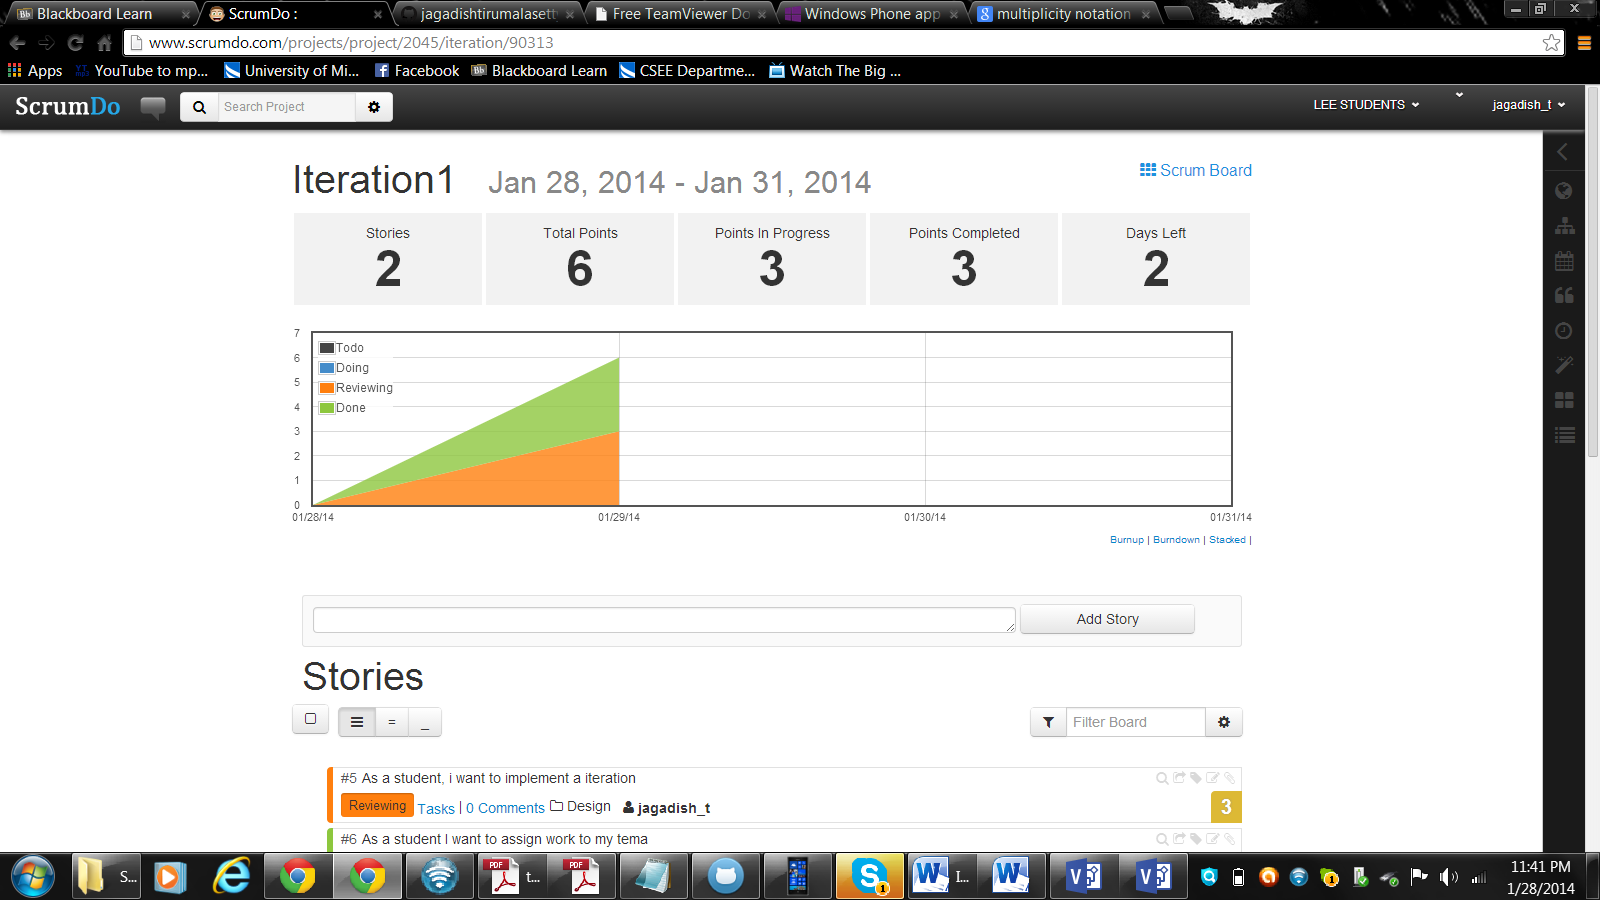 Blackboard Learn
ScrumDo :
jagadishtirumalasett
Free TeamViewer Do
Windows Phone app
multiplicity notation
www.scrumdo.com/projects/project/2045/iteration/90313
Apps
YouTube to mp...
University of Mi...
Facebook
Blackboard Learn
CSEE Departme...
Watch The Big ...
ScrumDo
Search Project
LEE STUDENTS
jagadish_t
Iteration1 Jan 28, 2014 - Jan 31, 2014
Scrum Board
Stories
2
Total Points
6
Points In Progress
3
Points Completed
3
Days Left
2
7
6
5
4
3
2
1
0
Todo
Doing
Reviewing
Done
01/28/14
01/29/14
01/30/14
01/31/14
Burnup | Burndown | Stacked |
Add Story
Stories
=
_
Filter Board
#5 As a student, i want to implement a iteration
Reviewing Tasks | 0 Comments Design jagadish_t
3
#6 As a student I want to assign work to my tema
S...
PDF t...
PDF
1
I...
1
11:41 PM
1/28/2014